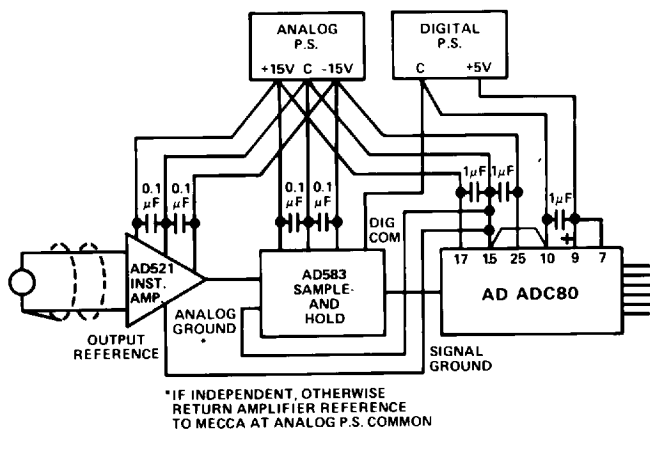 ANALOG
P.S.
+15V C -15V
DIGITAL
P.S.
C +5V
0.1
µF
0.1
µF
0.1
µF
0.1
µF
1µF
1µF
1µF
DIG
COM
+
17 15 25 10 9 7
AD521
INST.
AMP.
AD583
SAMPLE-
AND
HOLD
AD ADC80
ANALOG
GROUND
*
OUTPUT
REFERENCE
SIGNAL
GROUND
*IF INDEPENDENT, OTHERWISE
RETURN AMPLIFIER REFERENCE
TO MECCA AT ANALOG P.S. COMMON